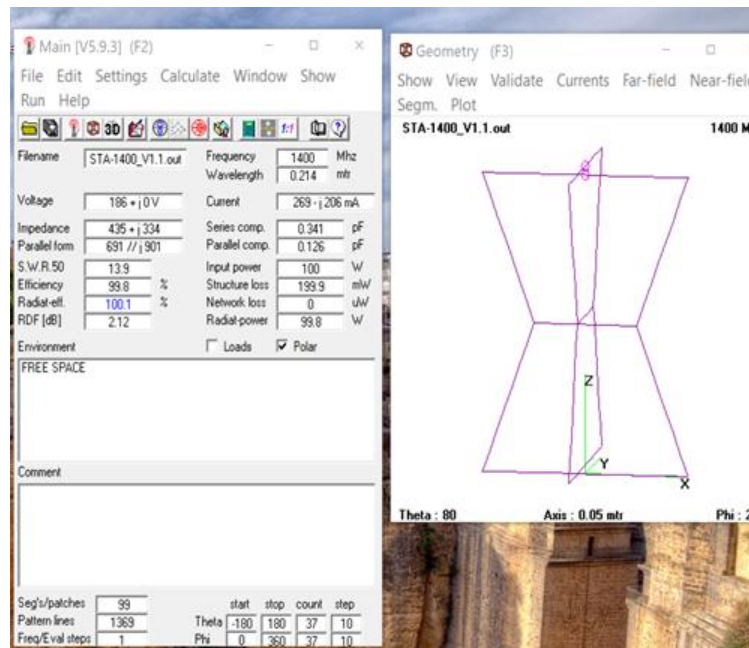 Main [V5.9.3] (F2)
File Edit Settings Calculate Window Show
Run Help
3D
1:1
Filename STA-1400_V1.1.out Frequency 1400 Mhz
Wavelength 0.214 mtr
Voltage 186 + j 0 V Current 269 - j 206 mA
Impedance 435 + j 334 Series comp. 0.341 pF
Parallel form 691 // j 901 Parallel comp. 0.126 pF
S.W.R.50 13.9 Input power 100 W
Efficiency 99.8 % Structure loss 199.9 mW
Radiat-eff. 100.1 % Network loss 0 uW
RDF [dB] 2.12 Radiat-power 99.8 W
Environment Loads Polar
FREE SPACE
Comment
Seg's/patches 99 start stop count step
Pattern lines 1369 Theta -180 180 37 10
Freq/Eval steps 1 Phi 0 360 37 10
Geometry (F3)
Show View Validate Currents Far-field Near-field
Segm. Plot
STA-1400_V1.1.out 1400 M
Z
Y
X
Theta : 80 Axis : 0.05 mtr Phi : 2